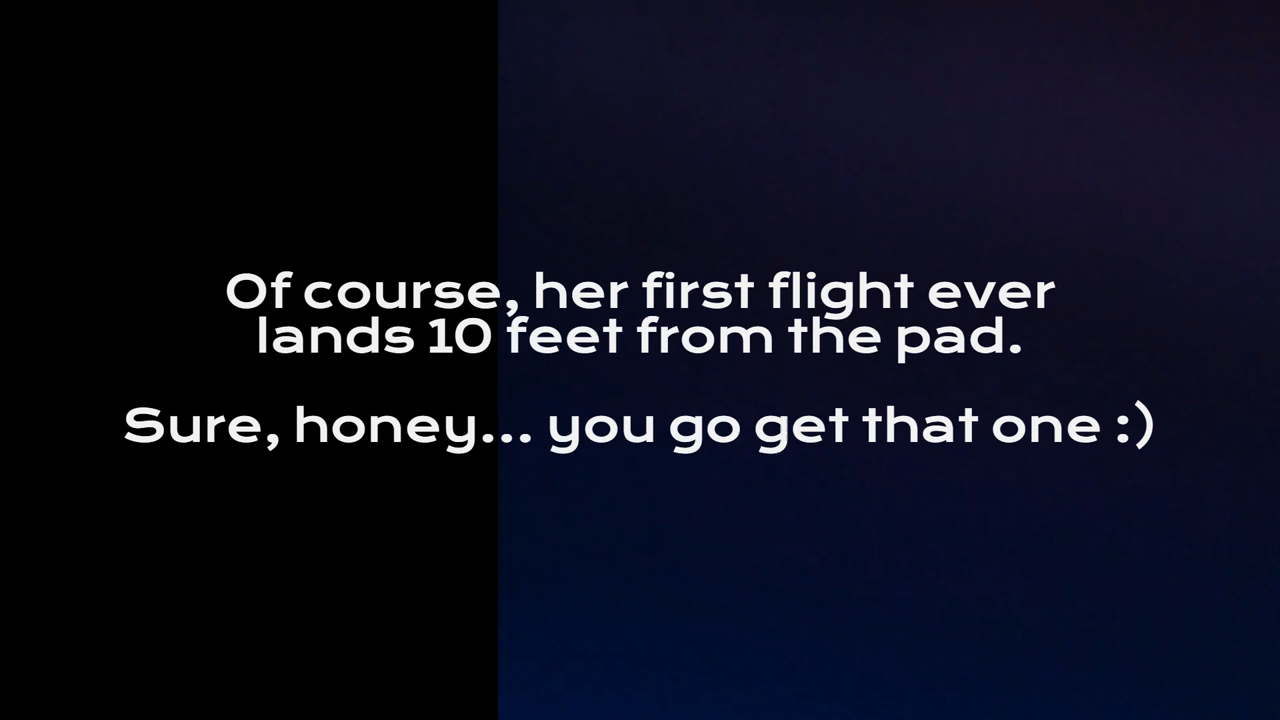 Of course, her first flight ever
lands 10 feet from the pad.
Sure, honey... you go get that one :)